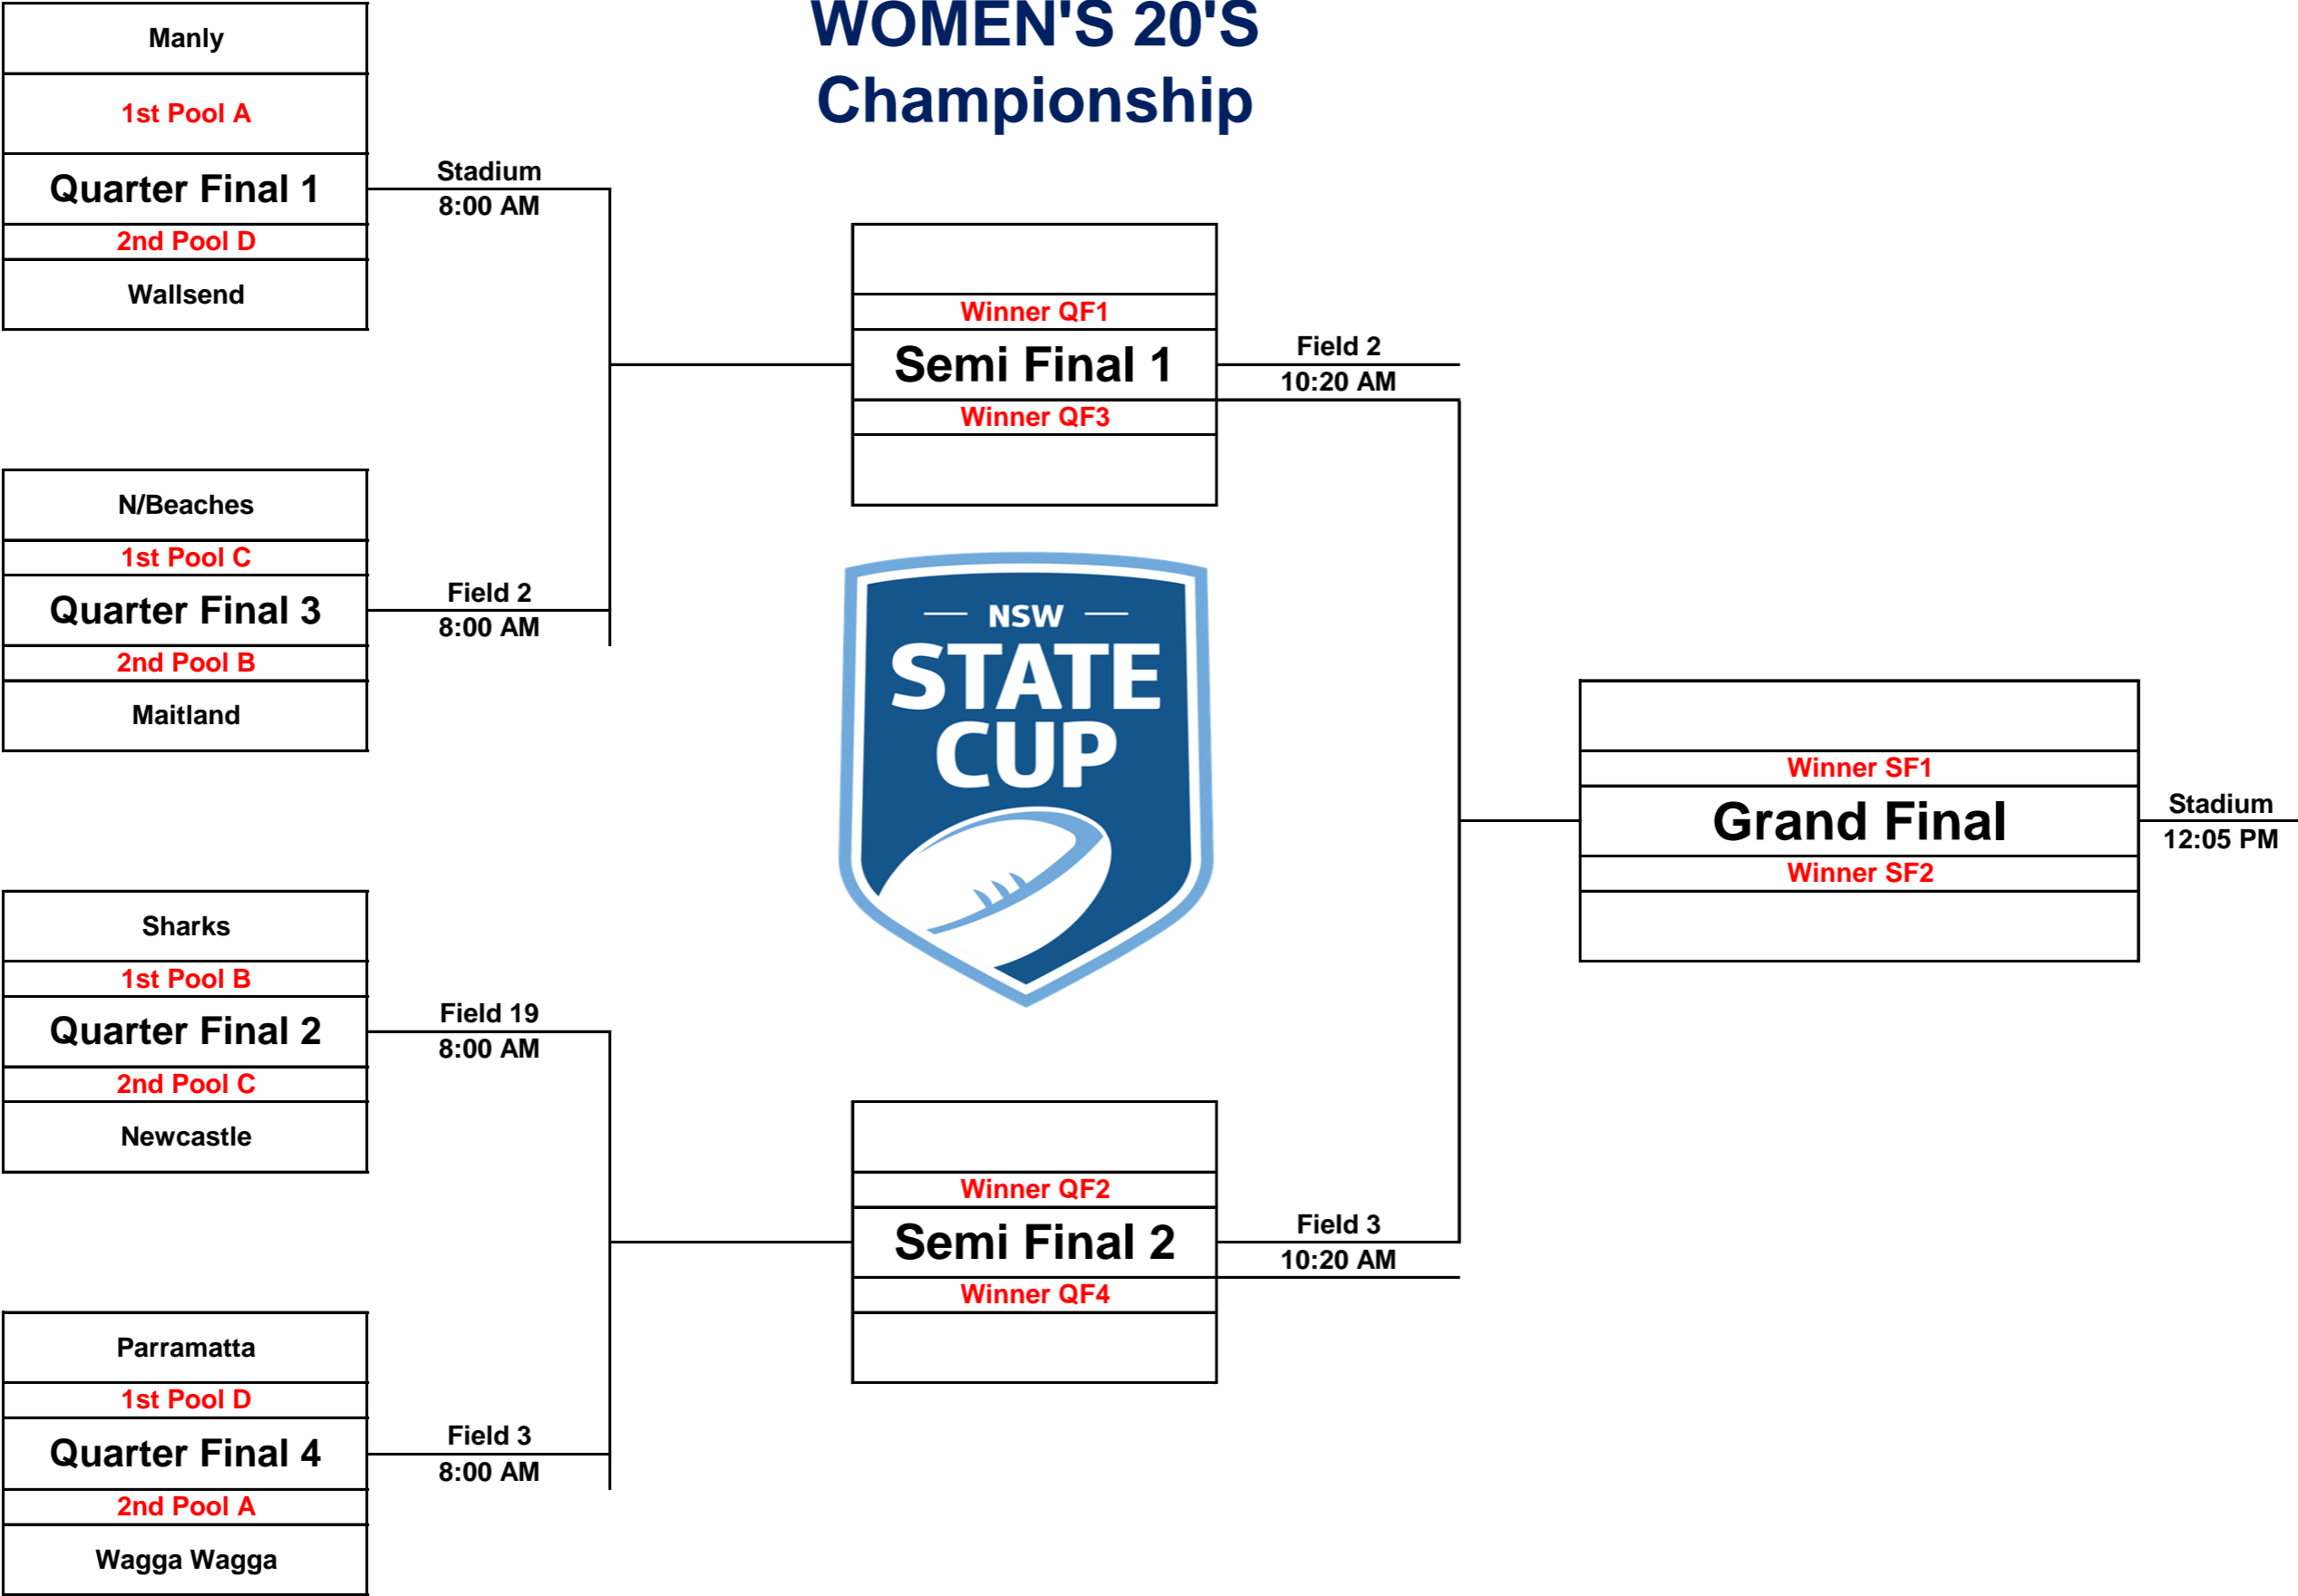 WOMEN'S 20'S
Championship
Manly
1st Pool A
Quarter Final 1
2nd Pool D
Wallsend
Stadium
8:00 AM
N/Beaches
1st Pool C
Quarter Final 3
2nd Pool B
Maitland
Field 2
8:00 AM
Sharks
1st Pool B
Quarter Final 2
2nd Pool C
Newcastle
Field 19
8:00 AM
Parramatta
1st Pool D
Quarter Final 4
2nd Pool A
Wagga Wagga
Field 3
8:00 AM
Winner QF1
Semi Final 1
Winner QF3
Field 2
10:20 AM
NSW
STATE
CUP
Winner QF2
Semi Final 2
Winner QF4
Field 3
10:20 AM
Winner SF1
Grand Final
Winner SF2
Stadium
12:05 PM